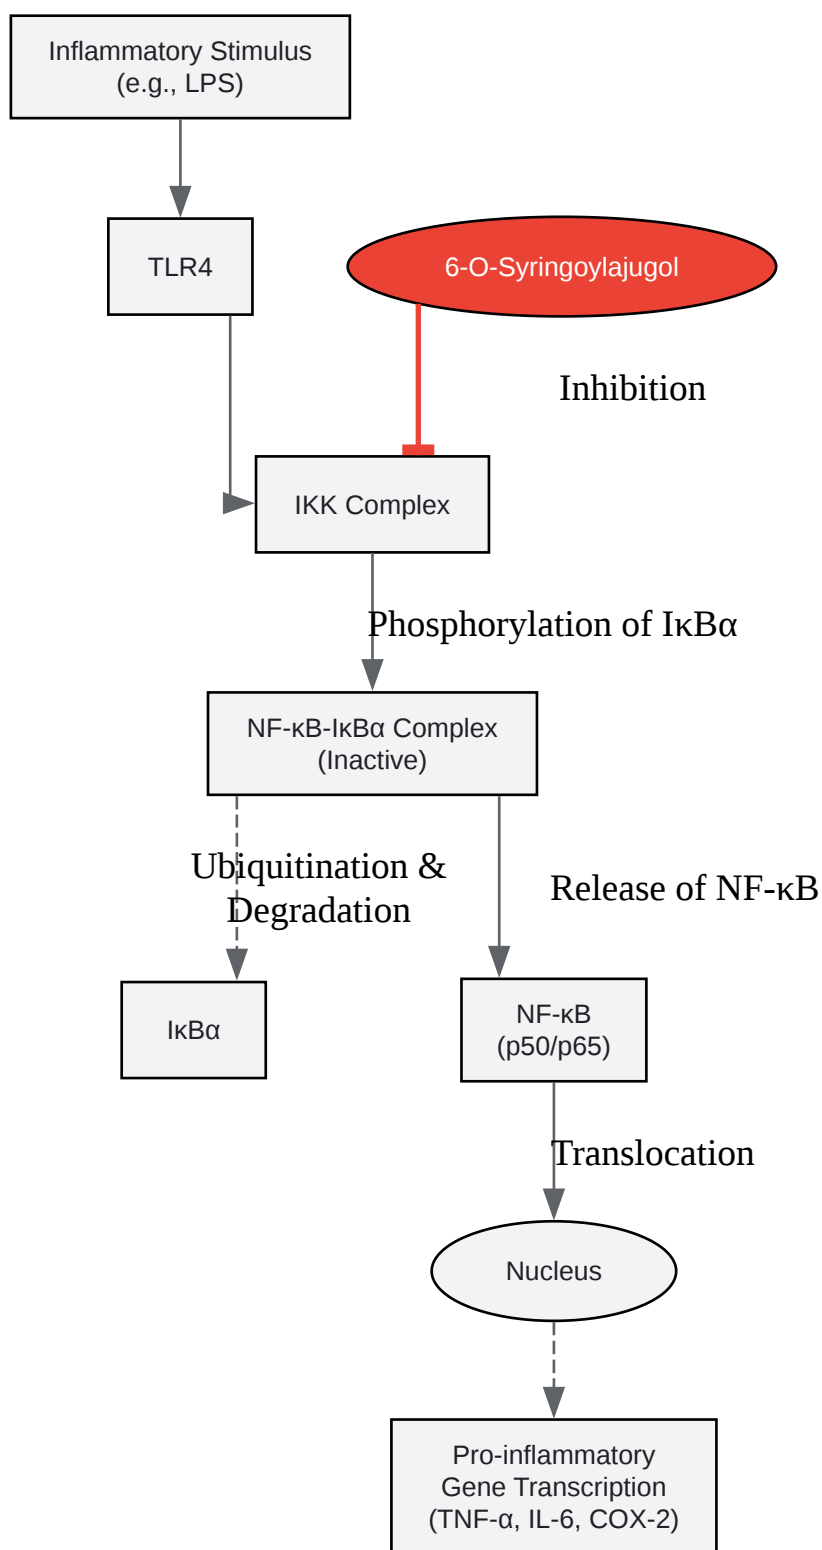 Inflammatory Stimulus
(e.g., LPS)
TLR4
6-O-Syringoylajugol
Inhibition
IKK Complex
Phosphorylation of IκBα
NF-κB-IκBα Complex
(Inactive)
Ubiquitination &
Degradation
Release of NF-κB
IκBα
NF-κB
(p50/p65)
Translocation
Nucleus
Pro-inflammatory
Gene Transcription
(TNF-α, IL-6, COX-2)